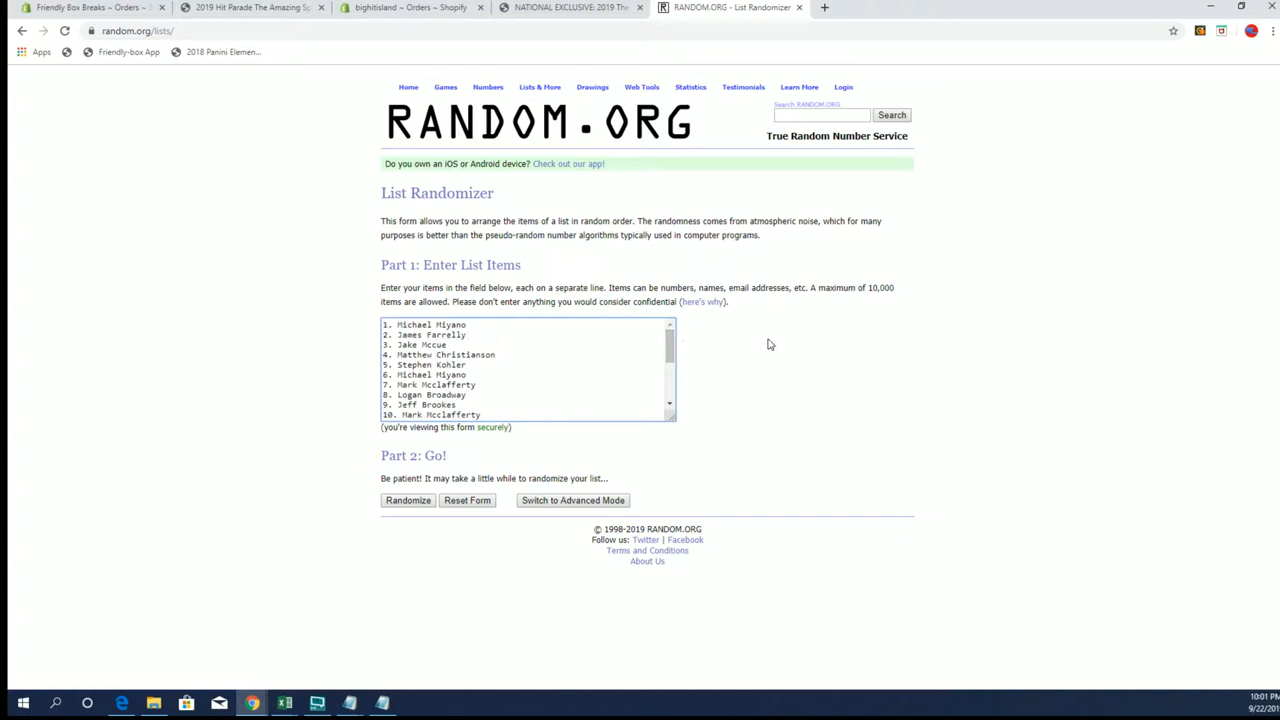 Friendly Box Breaks ~ Orders ~ S
2019 Hit Parade The Amazing Sp
bighitisland ~ Orders ~ Shopify
NATIONAL EXCLUSIVE: 2019 The
RANDOM.ORG - List Randomizer
random.org/lists/
Apps
Friendly-box App
2018 Panini Elemen...
Home Games Numbers Lists & More Drawings Web Tools Statistics Testimonials Learn More Login
RANDOM.ORG
Search RANDOM.ORG
Search
True Random Number Service
Do you own an iOS or Android device? Check out our app!
List Randomizer
This form allows you to arrange the items of a list in random order. The randomness comes from atmospheric noise, which for many
purposes is better than the pseudo-random number algorithms typically used in computer programs.
Part 1: Enter List Items
Enter your items in the field below, each on a separate line. Items can be numbers, names, email addresses, etc. A maximum of 10,000
items are allowed. Please don't enter anything you would consider confidential (here's why).
1. Michael Miyano
2. James Farrelly
3. Jake Mccue
4. Matthew Christianson
5. Stephen Kohler
6. Michael Miyano
7. Mark Mcclafferty
8. Logan Broadway
9. Jeff Brookes
10. Mark Mcclafferty
(you're viewing this form securely)
Part 2: Go!
Be patient! It may take a little while to randomize your list...
Randomize Reset Form Switch to Advanced Mode
© 1998-2019 RANDOM.ORG
Follow us: Twitter | Facebook
Terms and Conditions
About Us
10:01 PM
9/22/201